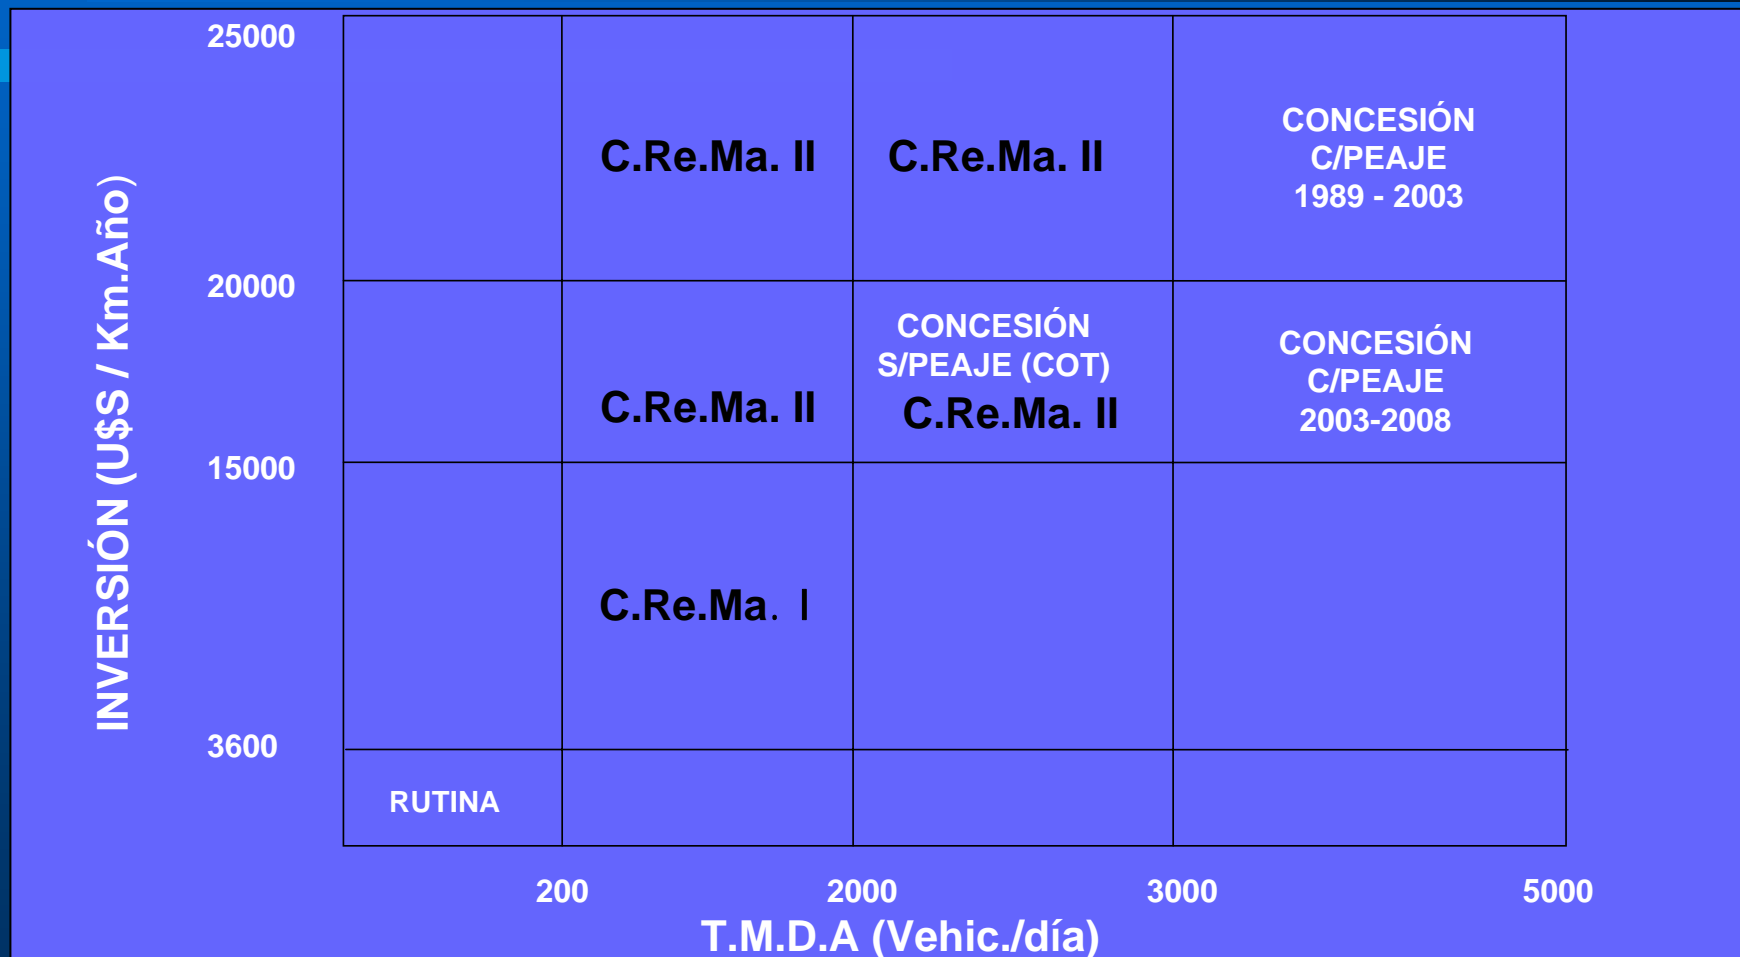 INVERSIÓN (U$S / Km.Año)
25000
C.Re.Ma. II
C.Re.Ma. II
CONCESIÓN
C/PEAJE
1989 - 2003
20000
C.Re.Ma. II
CONCESIÓN
S/PEAJE (COT)
C.Re.Ma. II
CONCESIÓN
C/PEAJE
2003-2008
15000
C.Re.Ma. I
3600
RUTINA
200
2000
3000
5000
T.M.D.A (Vehic./día)